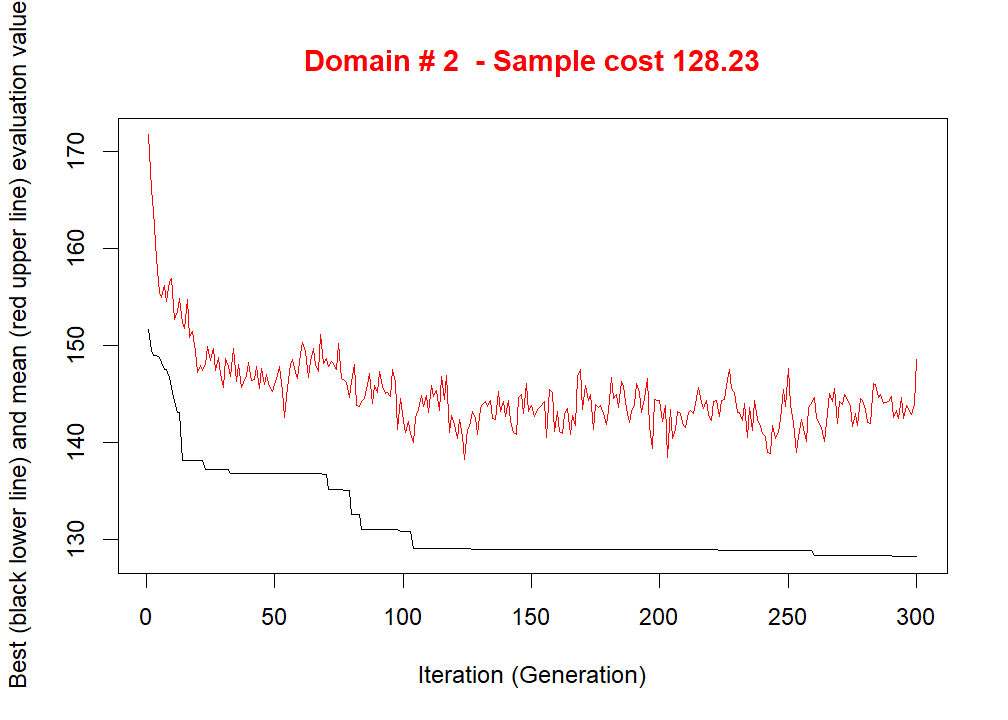 Domain # 2  - Sample cost 128.23
Best (black lower line) and mean (red upper line) evaluation value
170
160
150
140
130
0 50 100 150 200 250 300
Iteration (Generation)